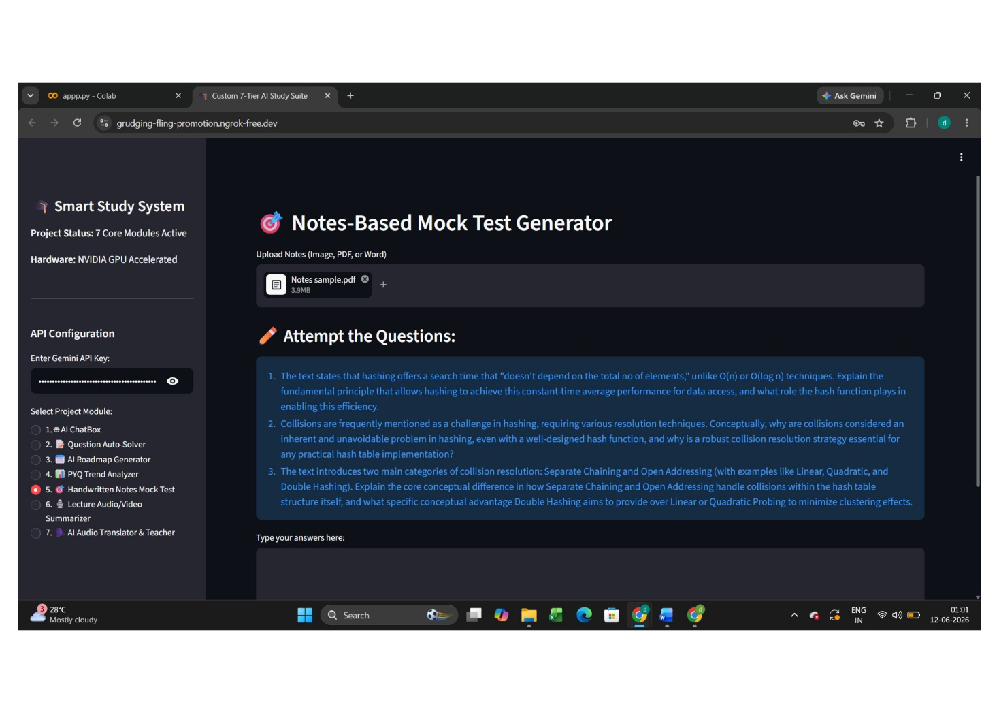 appp.py - Colab
Custom 7-Tier AI Study Suite
Ask Gemini
grudging-fling-promotion.ngrok-free.dev
d
Smart Study System
Project Status: 7 Core Modules Active
Hardware: NVIDIA GPU Accelerated
API Configuration
Enter Gemini API Key:
Select Project Module:
1. AI ChatBox
2. Question Auto-Solver
3. AI Roadmap Generator
4. PYQ Trend Analyzer
5. Handwritten Notes Mock Test
6. Lecture Audio/Video
Summarizer
7. AI Audio Translator & Teacher
Notes-Based Mock Test Generator
Upload Notes (Image, PDF, or Word)
Notes sample.pdf
3.9MB
Attempt the Questions:
1. The text states that hashing offers a search time that "doesn't depend on the total no of elements," unlike O(n) or O(log n) techniques. Explain the
fundamental principle that allows hashing to achieve this constant-time average performance for data access, and what role the hash function plays in
enabling this efficiency.
2. Collisions are frequently mentioned as a challenge in hashing, requiring various resolution techniques. Conceptually, why are collisions considered an
inherent and unavoidable problem in hashing, even with a well-designed hash function, and why is a robust collision resolution strategy essential for
any practical hash table implementation?
3. The text introduces two main categories of collision resolution: Separate Chaining and Open Addressing (with examples like Linear, Quadratic, and
Double Hashing). Explain the core conceptual difference in how Separate Chaining and Open Addressing handle collisions within the hash table
structure itself, and what specific conceptual advantage Double Hashing aims to provide over Linear or Quadratic Probing to minimize clustering effects.
Type your answers here:
3
28°C
Mostly cloudy
Search
ENG
IN
01:01
12-06-2026